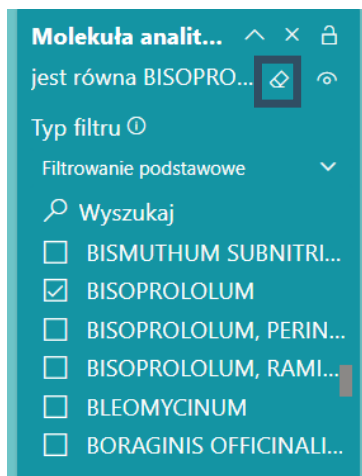 Molekuła analit...
jest równa BISOPRO...
Typ filtru
Filtrowanie podstawowe
Wyszukaj
BISMUTHUM SUBNITRI...
BISOPROLOLUM
BISOPROLOLUM, PERIN...
BISOPROLOLUM, RAMI...
BLEOMYCINUM
BORAGINIS OFFICINALI...